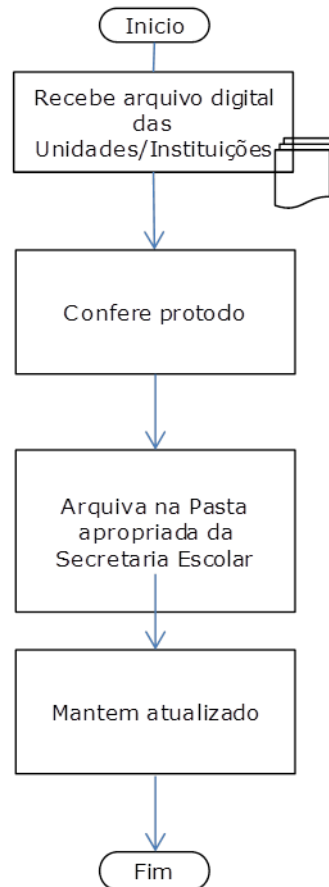 Inicio
Recebe arquivo digital
das
Unidades/Instituições
Confere protodo
Arquiva na Pasta
apropriada da
Secretaria Escolar
Mantem atualizado
Fim